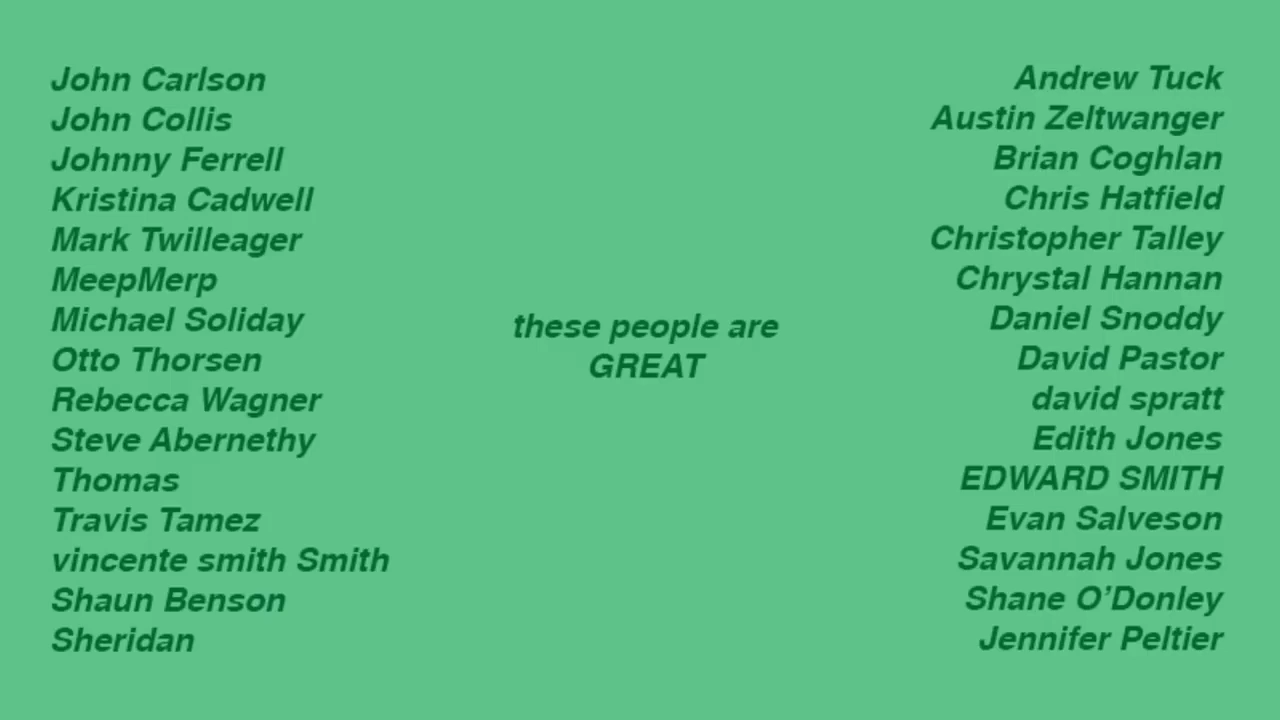 John Carlson
John Collis
Johnny Ferrell
Kristina Cadwell
Mark Twilleager
MeepMerp
Michael Soliday
Otto Thorsen
Rebecca Wagner
Steve Abernethy
Thomas
Travis Tamez
vincente smith Smith
Shaun Benson
Sheridan
these people are
GREAT
Andrew Tuck
Austin Zeltwanger
Brian Coghlan
Chris Hatfield
Christopher Talley
Chrystal Hannan
Daniel Snoddy
David Pastor
david spratt
Edith Jones
EDWARD SMITH
Evan Salveson
Savannah Jones
Shane O’Donley
Jennifer Peltier